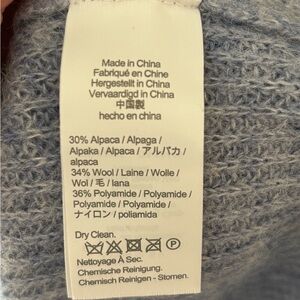 Made in China
Fabriqué en Chine
Hergestellt in China
Vervaardigd in China
中国製
hecho en china
30% Alpaca / Alpaga /
Alpaka / Alpaca / アルパカ /
alpaca
34% Wool / Laine / Wolle /
Wol / 毛 / lana
36% Polyamide / Polyamide /
Polyamide / Polyamide /
ナイロン / poliamida
Dry Clean.
P
Nettoyage À Sec.
Chemische Reinigung.
Chemisch Reinigen - Stomen.